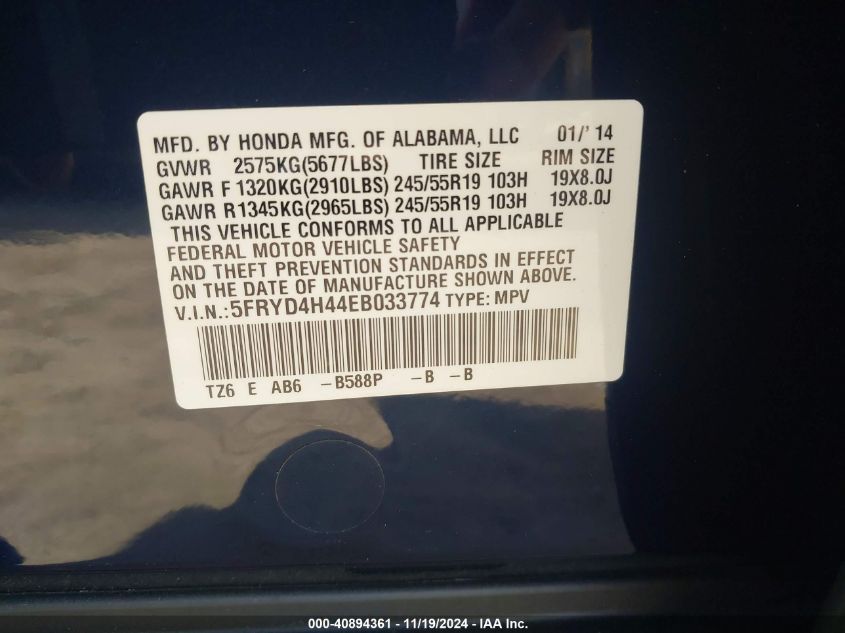 MFD. BY HONDA MFG. OF ALABAMA, LLC 01/'14
GVWR 2575KG(5677LBS) TIRE SIZE RIM SIZE
GAWR F 1320KG(2910LBS) 245/55R19 103H 19X8.0J
GAWR R1345KG(2965LBS) 245/55R19 103H 19X8.0J
THIS VEHICLE CONFORMS TO ALL APPLICABLE
FEDERAL MOTOR VEHICLE SAFETY
AND THEFT PREVENTION STANDARDS IN EFFECT
ON THE DATE OF MANUFACTURE SHOWN ABOVE.
V.I.N.:5FRYD4H44EB033774 TYPE: MPV
TZ6 E AB6 -B588P -B -B
000-40894361 - 11/19/2024 - IAA Inc.